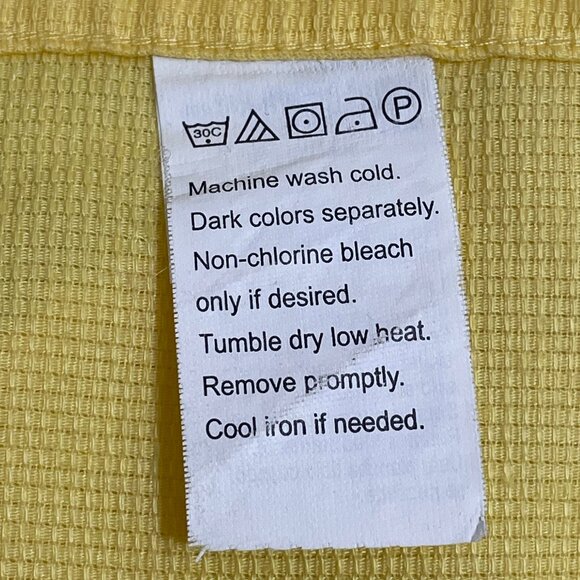 30C P
Machine wash cold.
Dark colors separately.
Non-chlorine bleach
only if desired.
Tumble dry low heat.
Remove promptly.
Cool iron if needed.